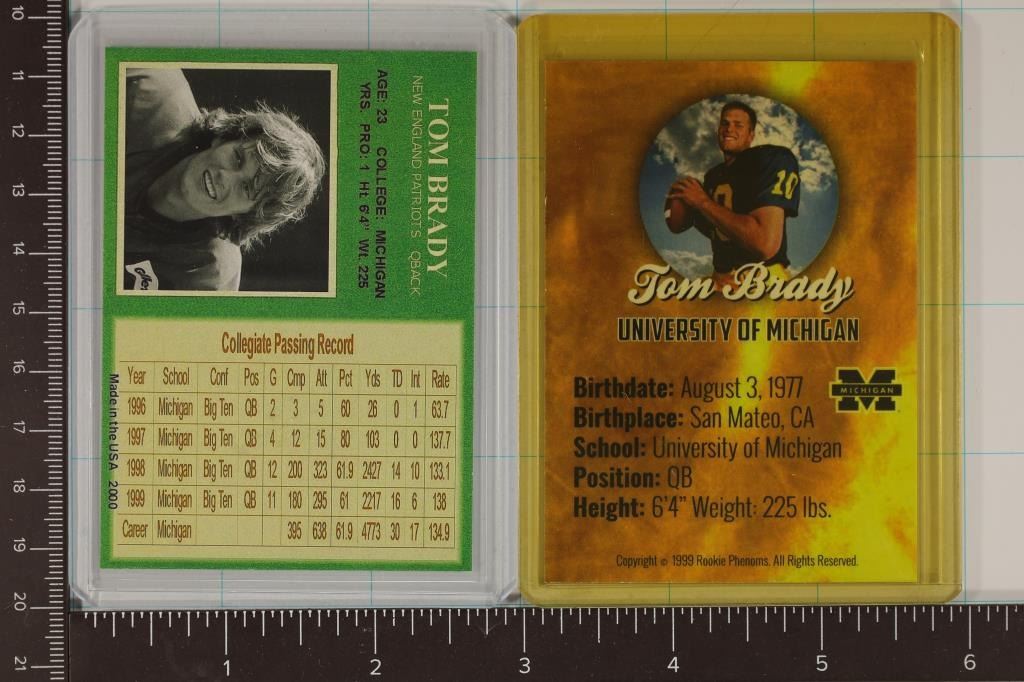 TOM BRADY
NEW ENGLAND PATRIOTS QBACK
AGE: 23 COLLEGE: MICHIGAN
YRS. PRO: 1 Ht. 6'4" Wt. 225
Collegiate Passing Record
Year School Conf Pos G Cmp Att Pct Yds TD Int Rate
1996 Michigan Big Ten QB 2 3 5 60 26 0 1 63.7
1997 Michigan Big Ten QB 4 12 15 80 103 0 0 137.7
1998 Michigan Big Ten QB 12 200 323 61.9 2427 14 10 133.1
1999 Michigan Big Ten QB 11 180 295 61 2217 16 6 138
Career Michigan 395 638 61.9 4773 30 17 134.9
Made in the USA 2000
10
Tom Brady
UNIVERSITY OF MICHIGAN
Birthdate: August 3, 1977
MICHIGAN
Birthplace: San Mateo, CA
School: University of Michigan
Position: QB
Height: 6'4" Weight: 225 lbs.
Copyright © 1999 Rookie Phenoms. All Rights Reserved.
10
11
12
13
14
15
16
17
18
19
20
21
1 2 3 4 5 6